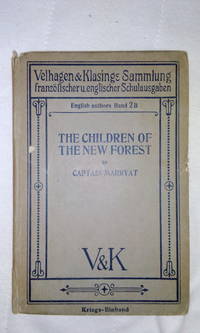 Velhagen & Klasings Sammlung
französischer u. englischer Schulausgaben
English authors Band 2B
THE CHILDREN OF
THE NEW FOREST
BY
CAPTAIN MARRYAT
V&K
Kriegs-Einband